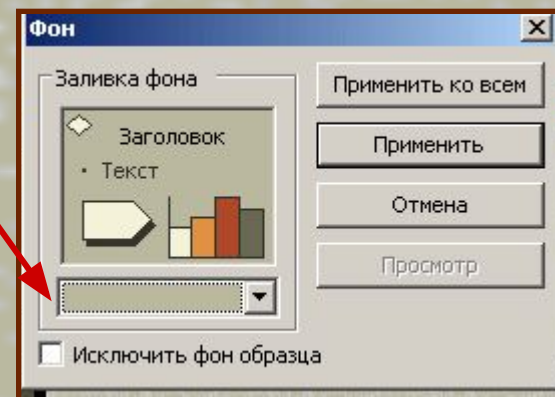 Фон
Заливка фона
Заголовок
• Текст
Применить ко всем
Применить
Отмена
Просмотр
Исключить фон образца